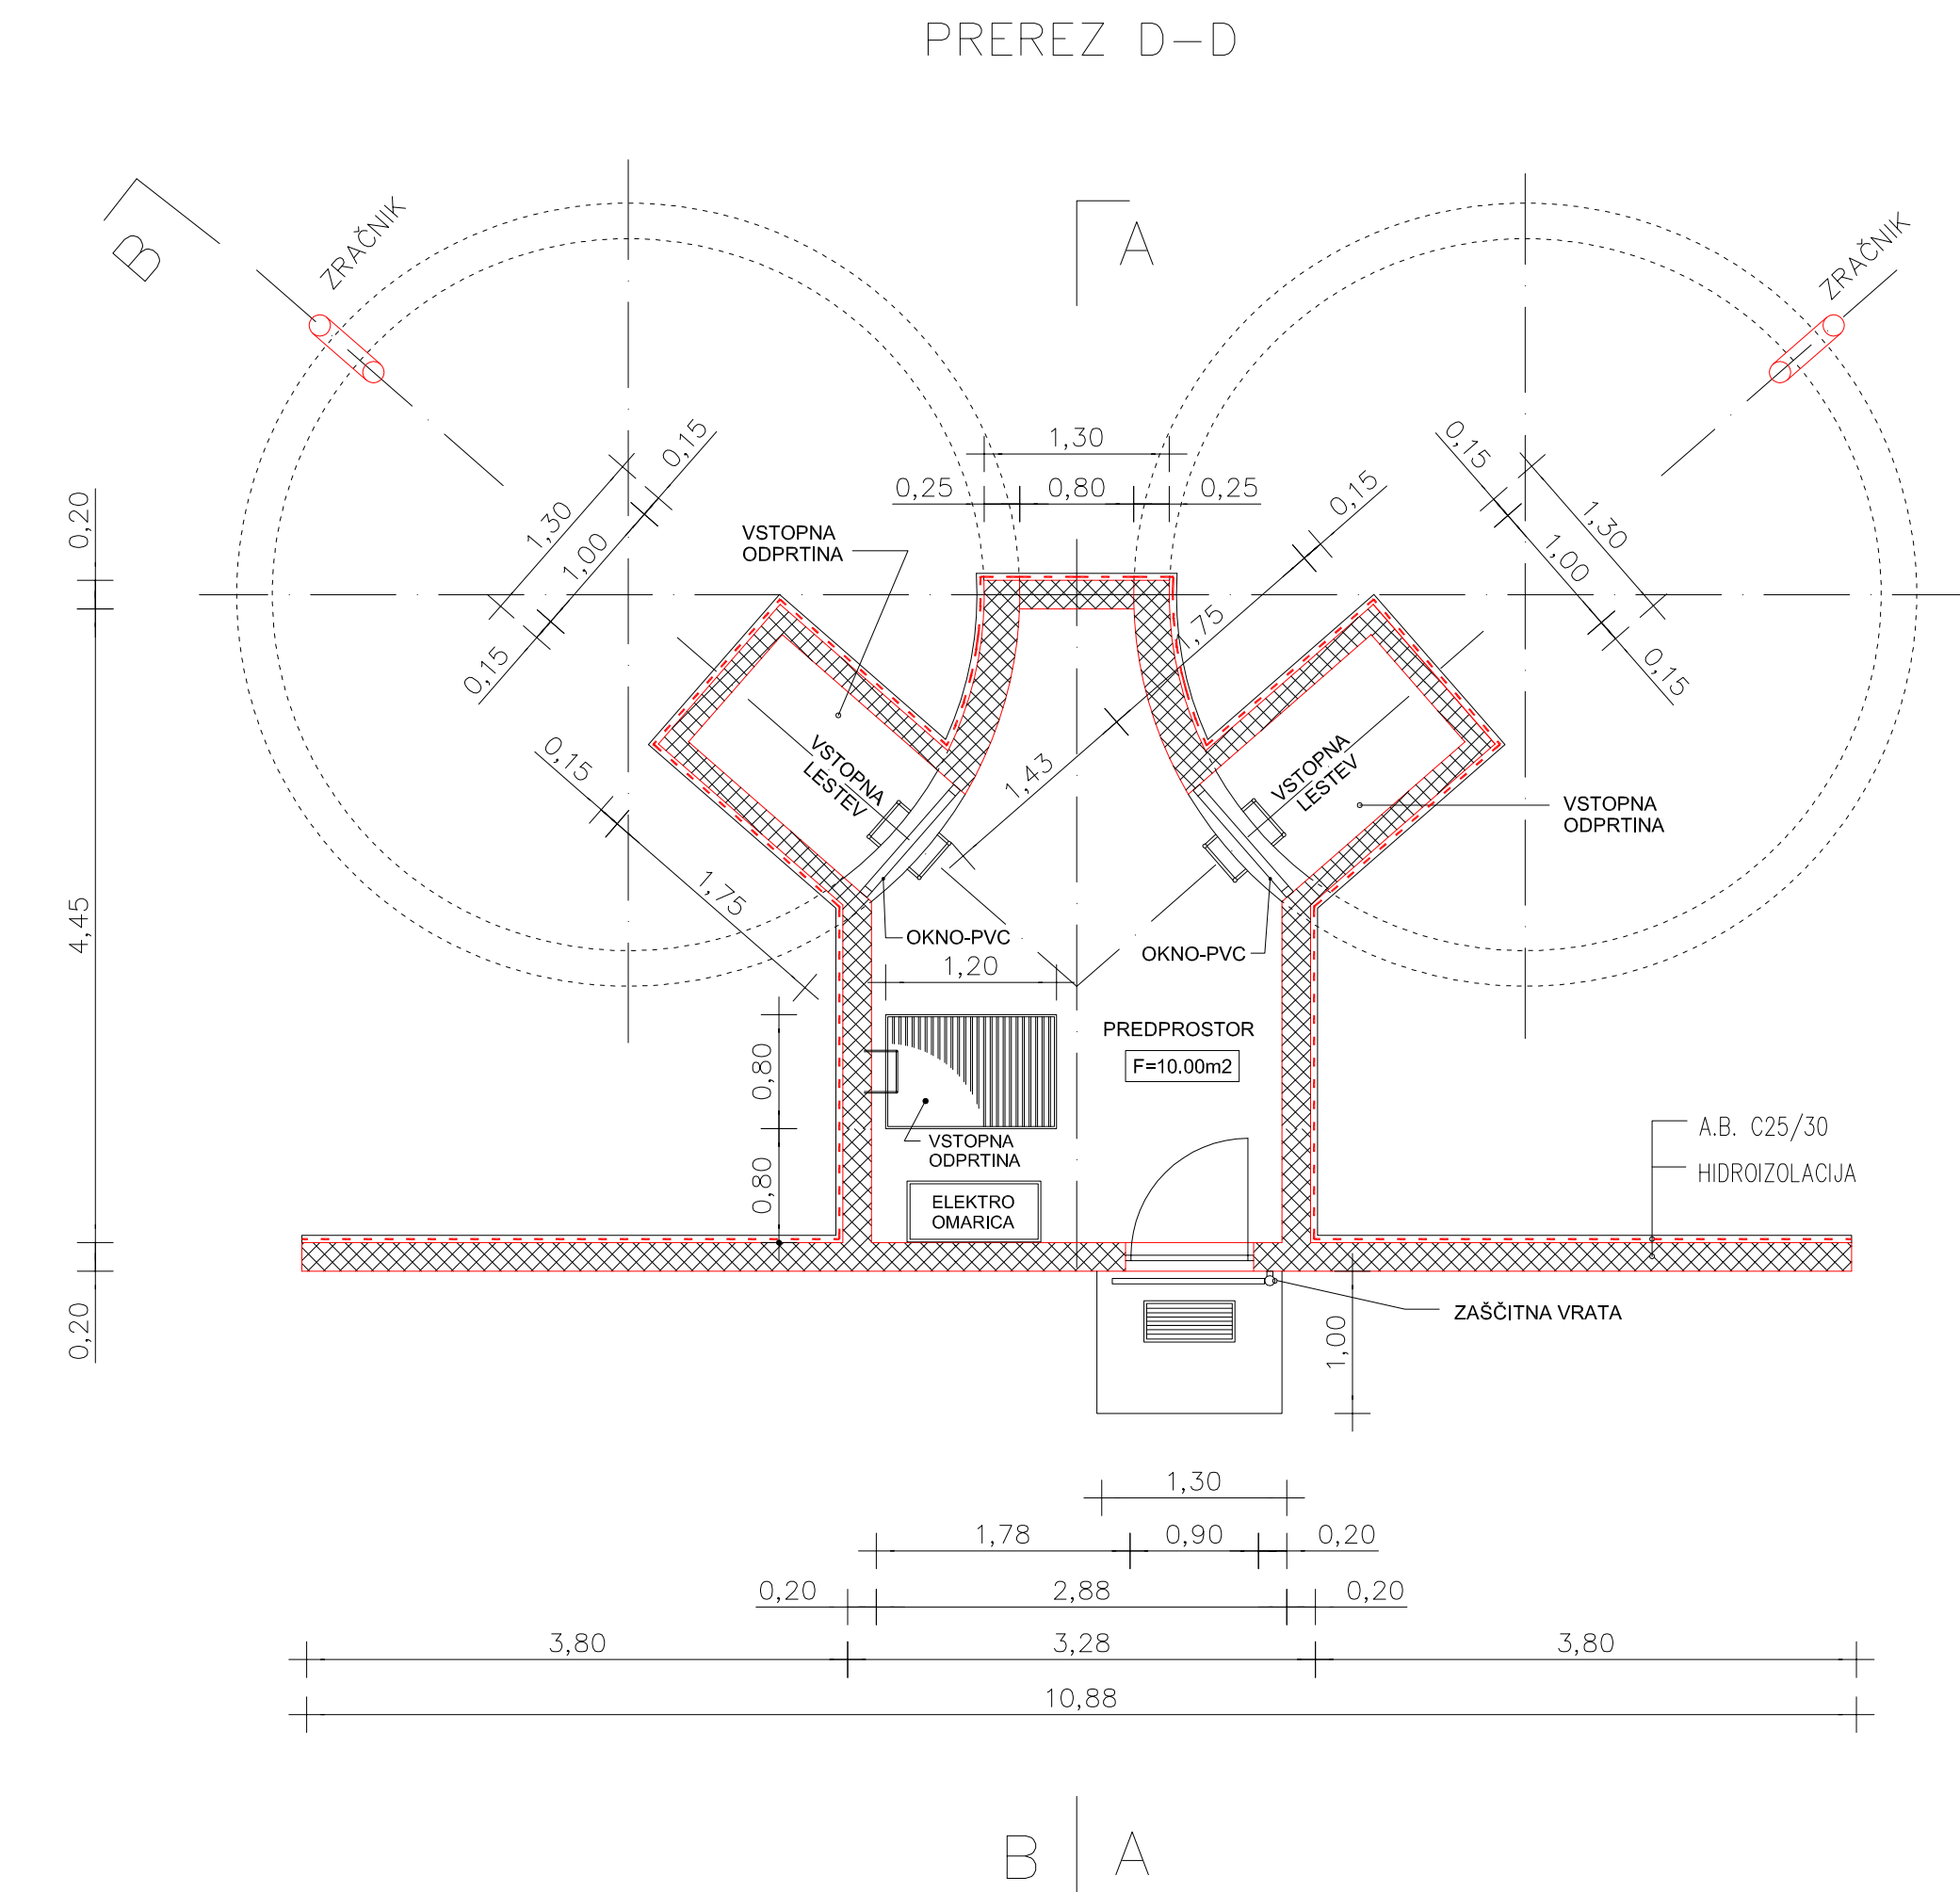 PREREZ D-D
B
ZRAČNIK
A
ZRAČNIK
0,15
1,30
1,00
0,15
0,20
1,30
0,25
0,80
0,25
0,15
0,15
1,30
1,00
0,15
VSTOPNA
ODPRTINA
1,75
1,43
0,15
1,75
VSTOPNA
LESTEV
VSTOPNA
LESTEV
VSTOPNA
ODPRTINA
4,45
OKNO-PVC
OKNO-PVC
1,20
PREDPROSTOR
F=10.00m2
0,80
0,80
VSTOPNA
ODPRTINA
ELEKTRO
OMARICA
A.B. C25/30
HIDROIZOLACIJA
ZAŠČITNA VRATA
0,20
1,00
1,30
1,78
0,90
0,20
0,20
2,88
0,20
3,80
3,28
3,80
10,88
B
A